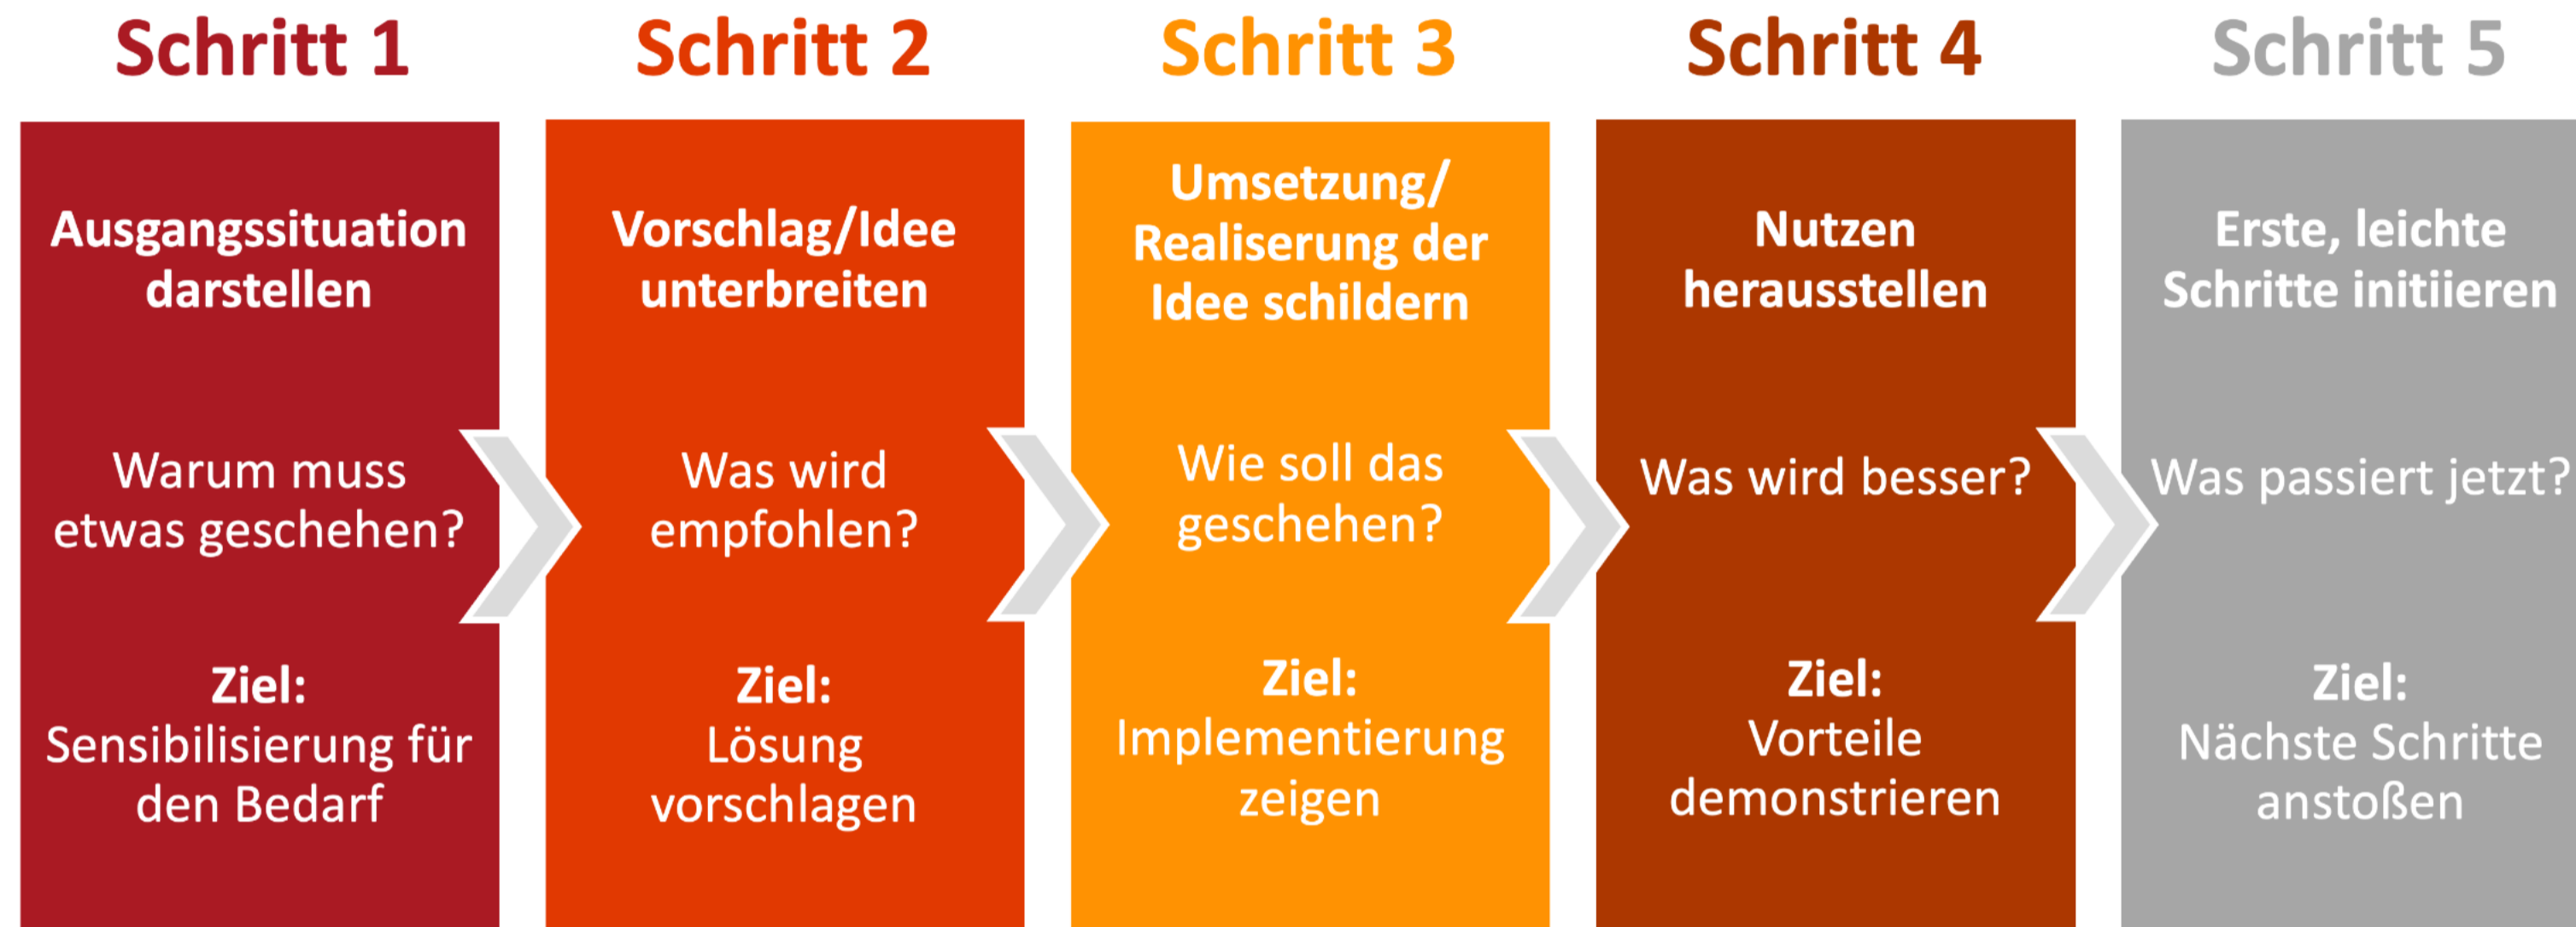 Schritt 1
Ausgangssituation
darstellen
Warum muss
etwas geschehen?
Ziel:
Sensibilisierung für
den Bedarf
Schritt 2
Vorschlag/Idee
unterbreiten
Was wird
empfohlen?
Ziel:
Lösung
vorschlagen
Schritt 3
Umsetzung/
Realiserung der
Idee schildern
Wie soll das
geschehen?
Ziel:
Implementierung
zeigen
Schritt 4
Nutzen
herausstellen
Was wird besser?
Ziel:
Vorteile
demonstrieren
Schritt 5
Erste, leichte
Schritte initiieren
Was passiert jetzt?
Ziel:
Nächste Schritte
anstoßen